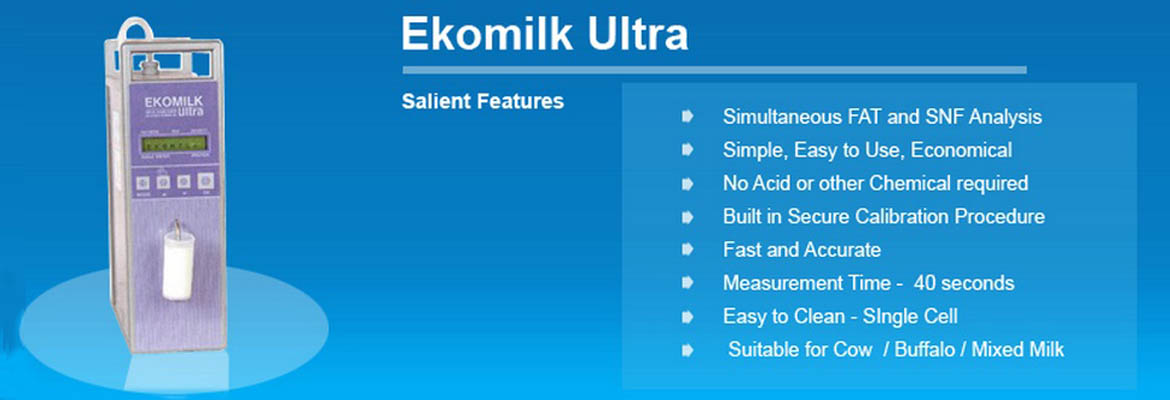 Ekomilk Ultra
Salient Features
Simultaneous FAT and SNF Analysis
Simple, Easy to Use, Economical
No Acid or other Chemical required
Built in Secure Calibration Procedure
Fast and Accurate
Measurement Time - 40 seconds
Easy to Clean - SIngle Cell
Suitable for Cow / Buffalo / Mixed Milk
EKOMILK
Ultra